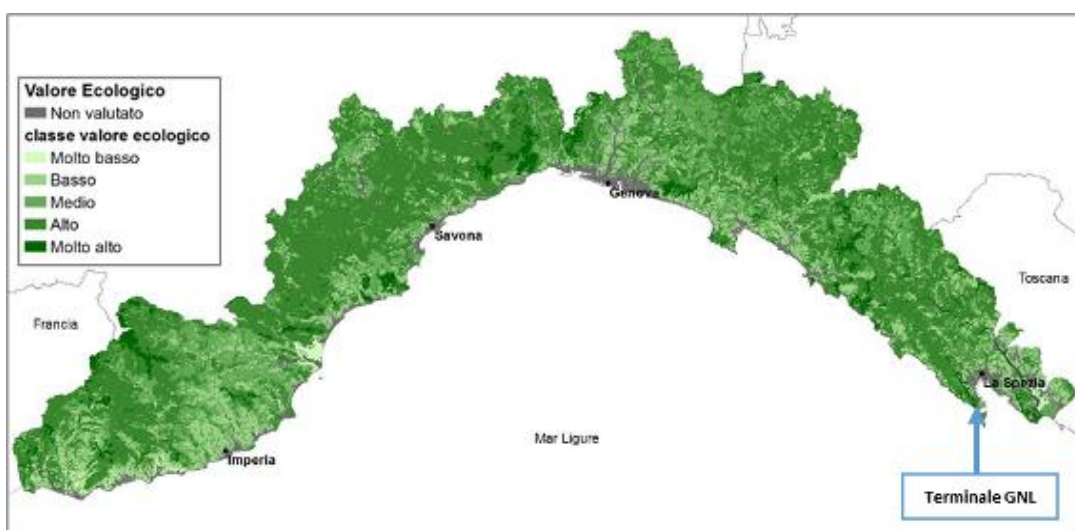 Valore Ecologico
Non valutato
classe valore ecologico
Molto basso
Basso
Medio
Alto
Molto alto
Genova
Savona
Toscana
Francia
La Spezia
Mar Ligure
Imperia
Terminale GNL